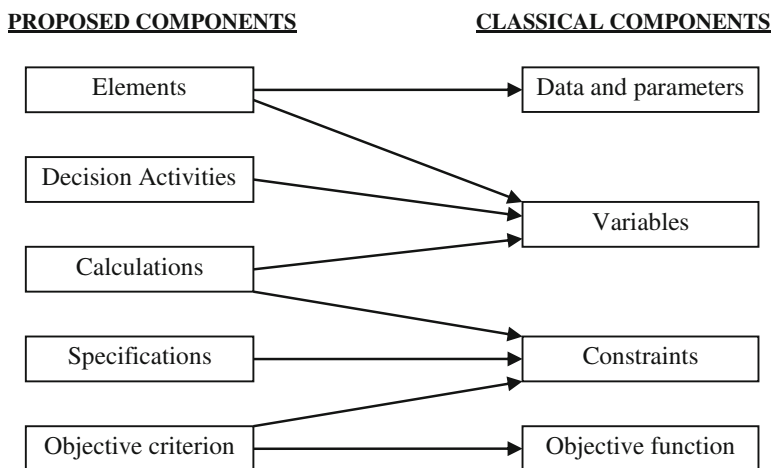 PROPOSED COMPONENTS
CLASSICAL COMPONENTS
Elements
Data and parameters
Decision Activities
Variables
Calculations
Specifications
Constraints
Objective criterion
Objective function